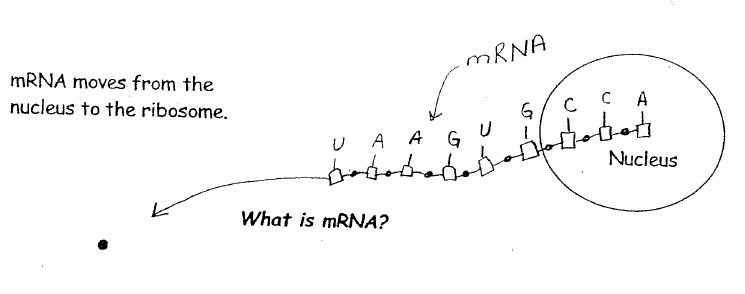 mRNA
mRNA moves from the
nucleus to the ribosome.
U A A G U G C C A
Nucleus
What is mRNA?